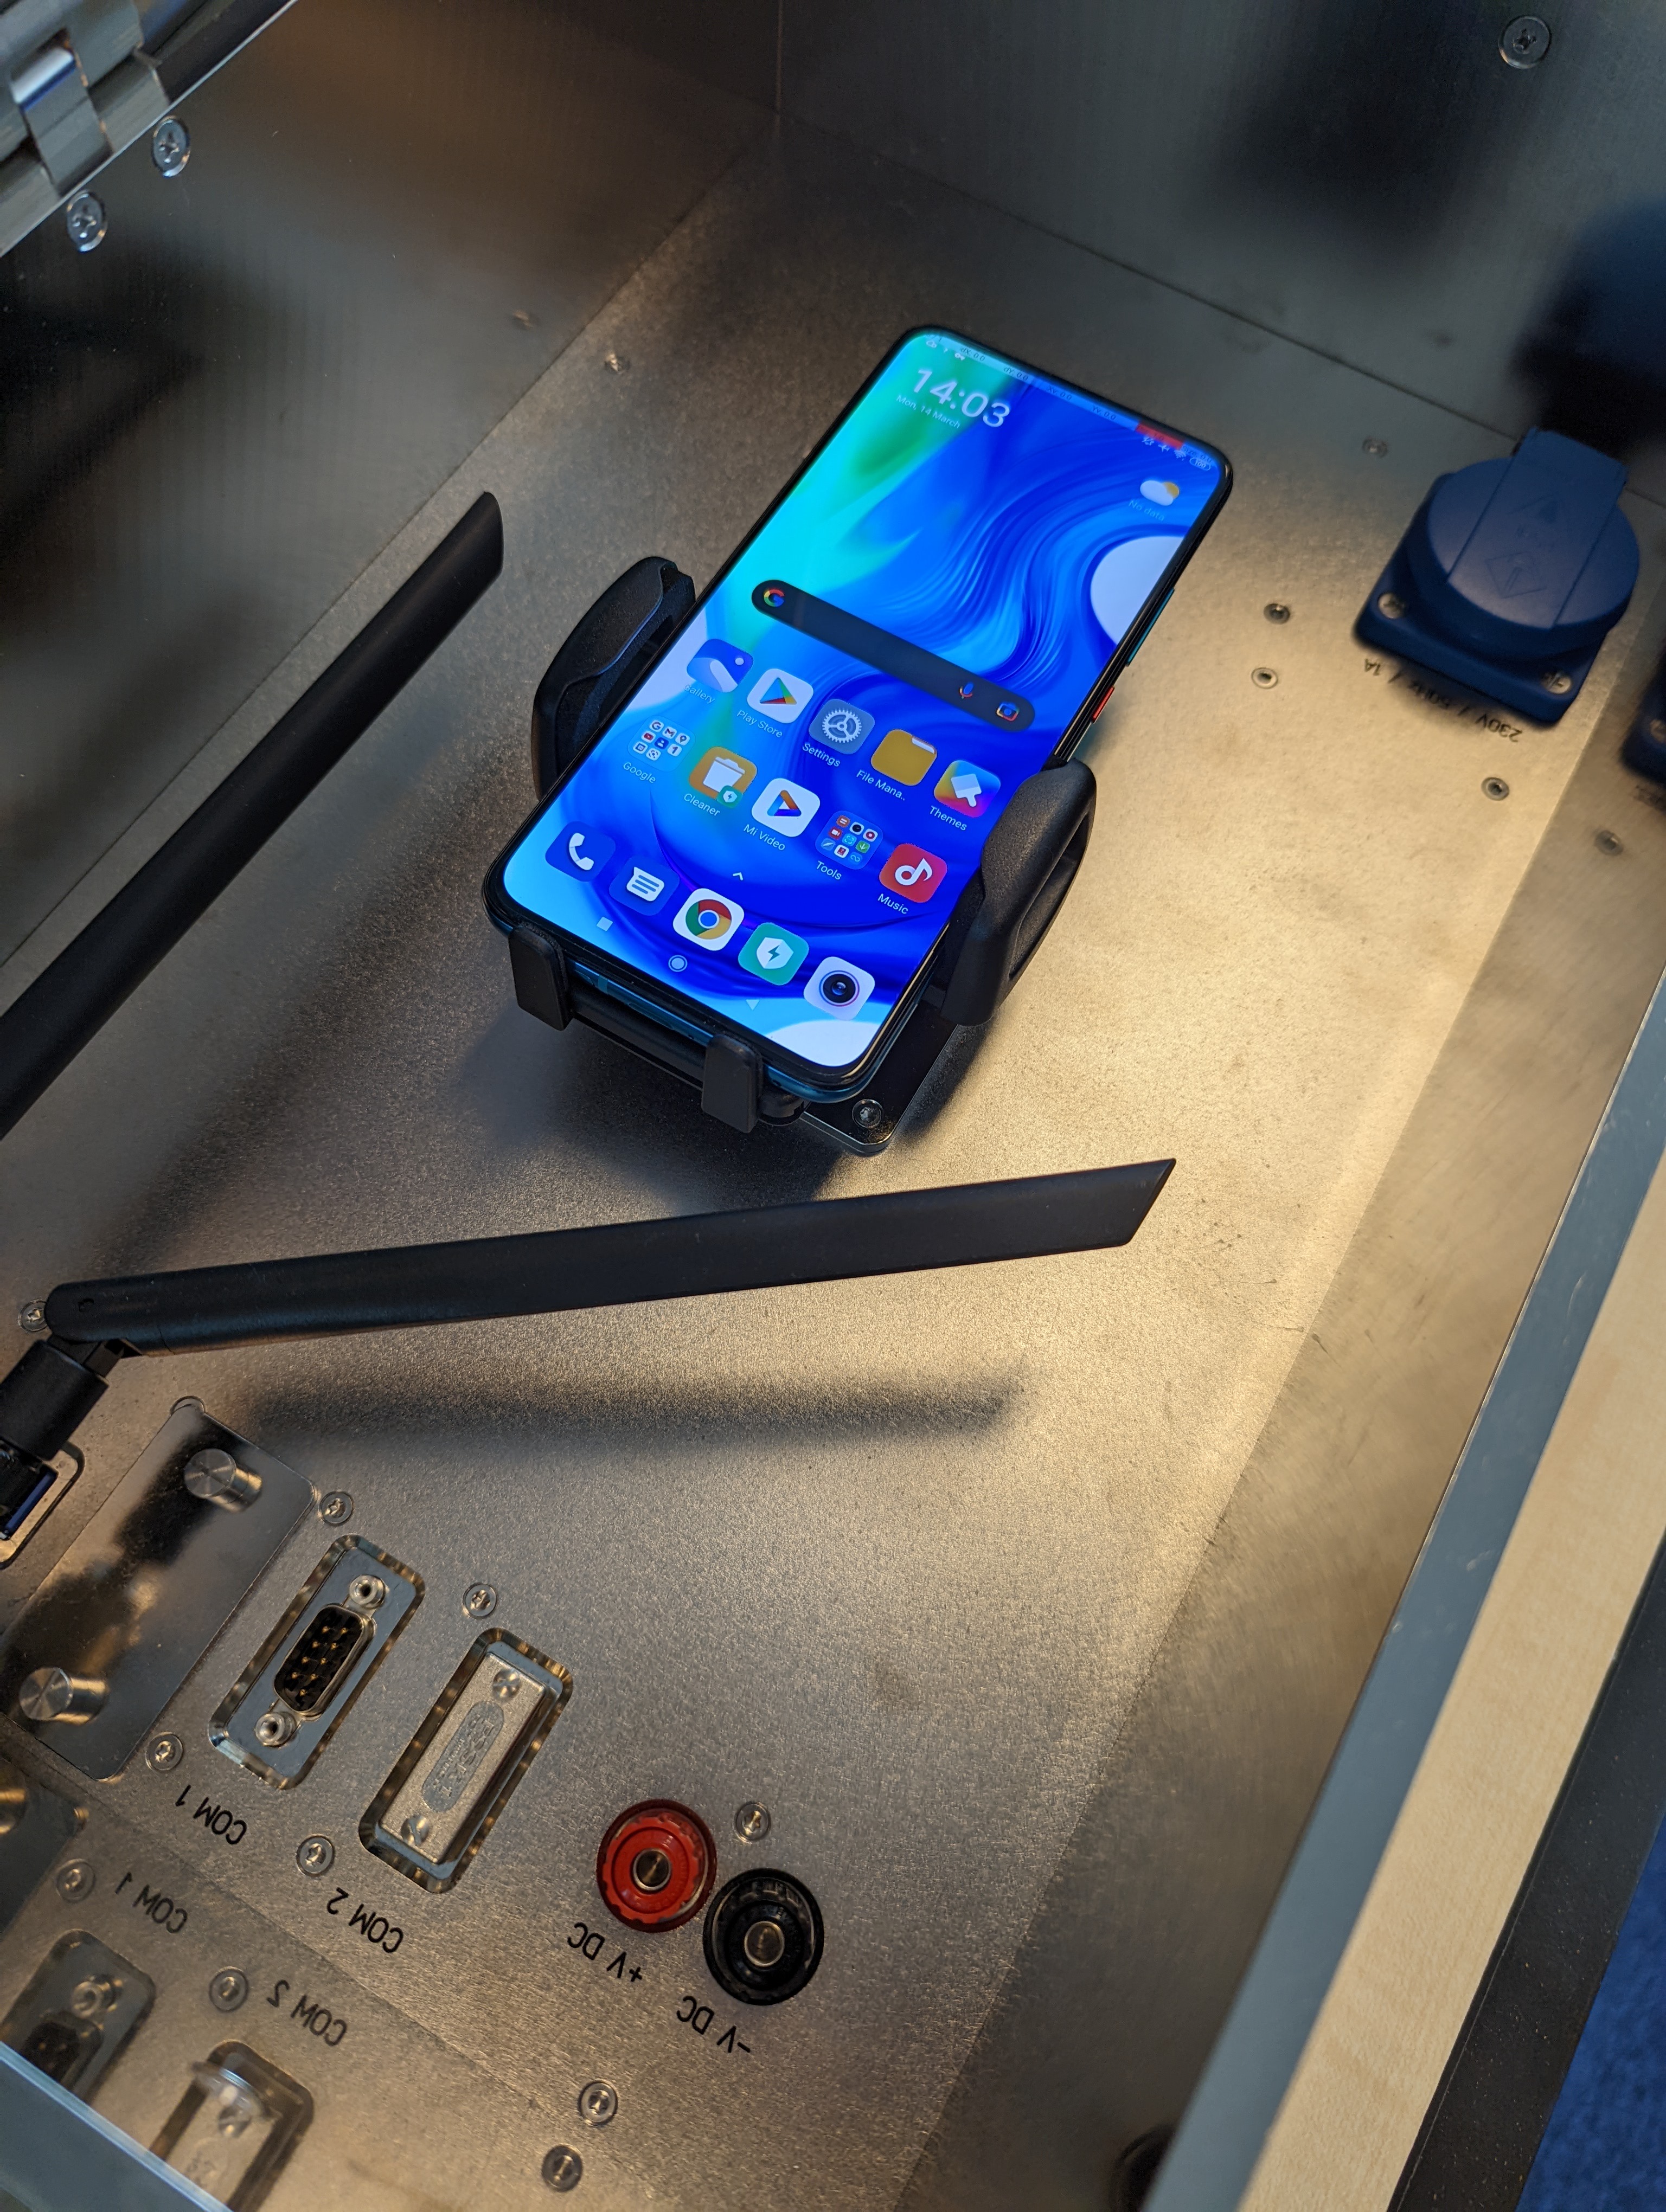 14:03
Mon, 14 March
No data
Gallery
Play Store
Settings
File Mana..
Themes
Google
Cleaner
Mi Video
Tools
Music
230V / 50Hz / 1A
COM 1
COM 2
+V DC
-V DC
COM 1
COM 2